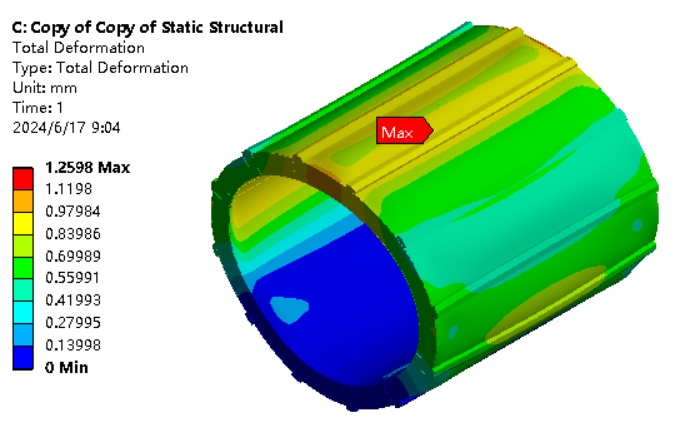 C: Copy of Copy of Static Structural
Total Deformation
Type: Total Deformation
Unit: mm
Time: 1
2024/6/17 9:04
1.2598 Max
1.1198
0.97984
0.83986
0.69989
0.55991
0.41993
0.27995
0.13998
0 Min
Max